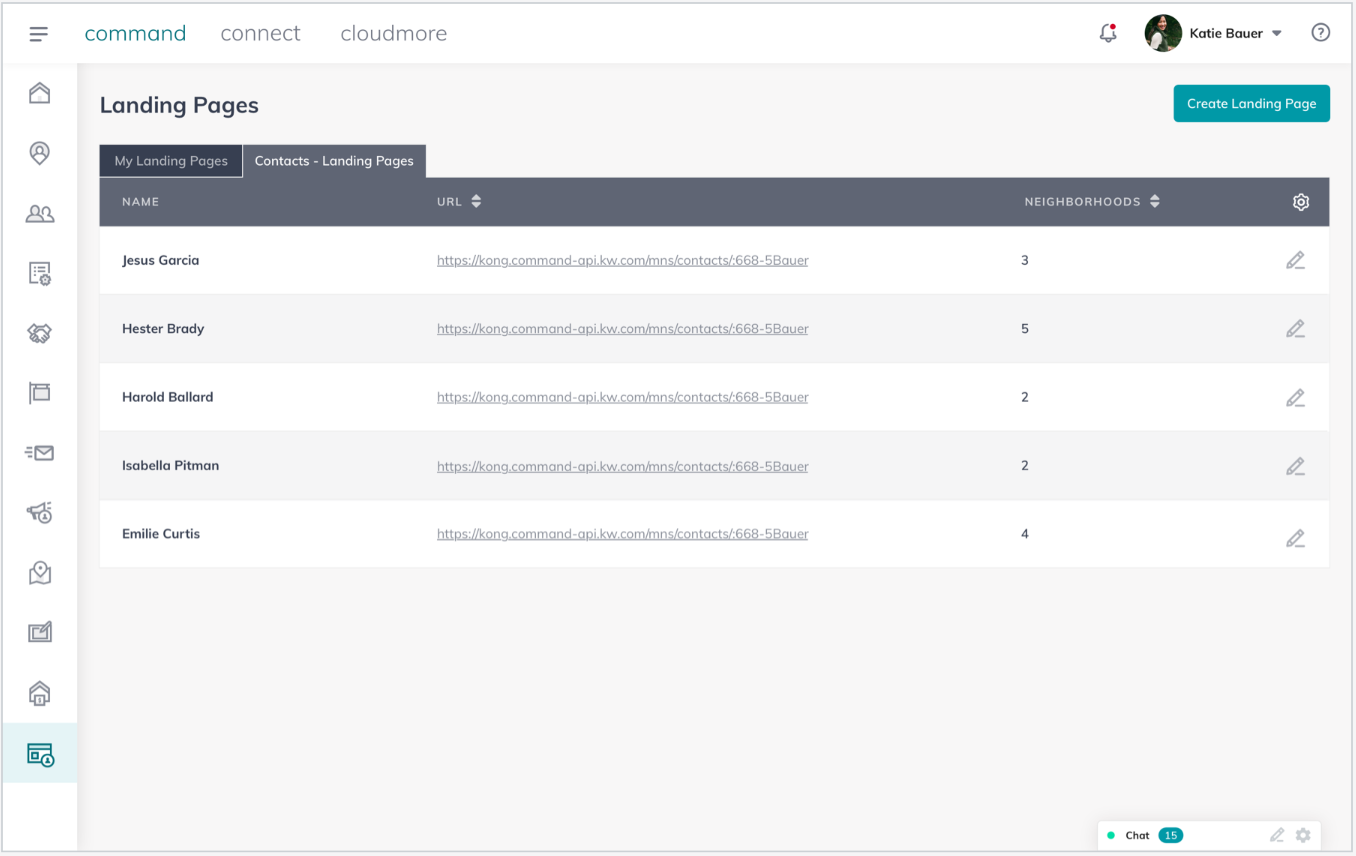 command connect cloudmore Katie Bauer
Landing Pages Create Landing Page
My Landing Pages Contacts - Landing Pages
NAME URL NEIGHBORHOODS
Jesus Garcia https://kong.command-api.kw.com/mns/contacts/:668-5Bauer 3
Hester Brady https://kong.command-api.kw.com/mns/contacts/:668-5Bauer 5
Harold Ballard https://kong.command-api.kw.com/mns/contacts/:668-5Bauer 2
Isabella Pitman https://kong.command-api.kw.com/mns/contacts/:668-5Bauer 2
Emilie Curtis https://kong.command-api.kw.com/mns/contacts/:668-5Bauer 4
Chat 15